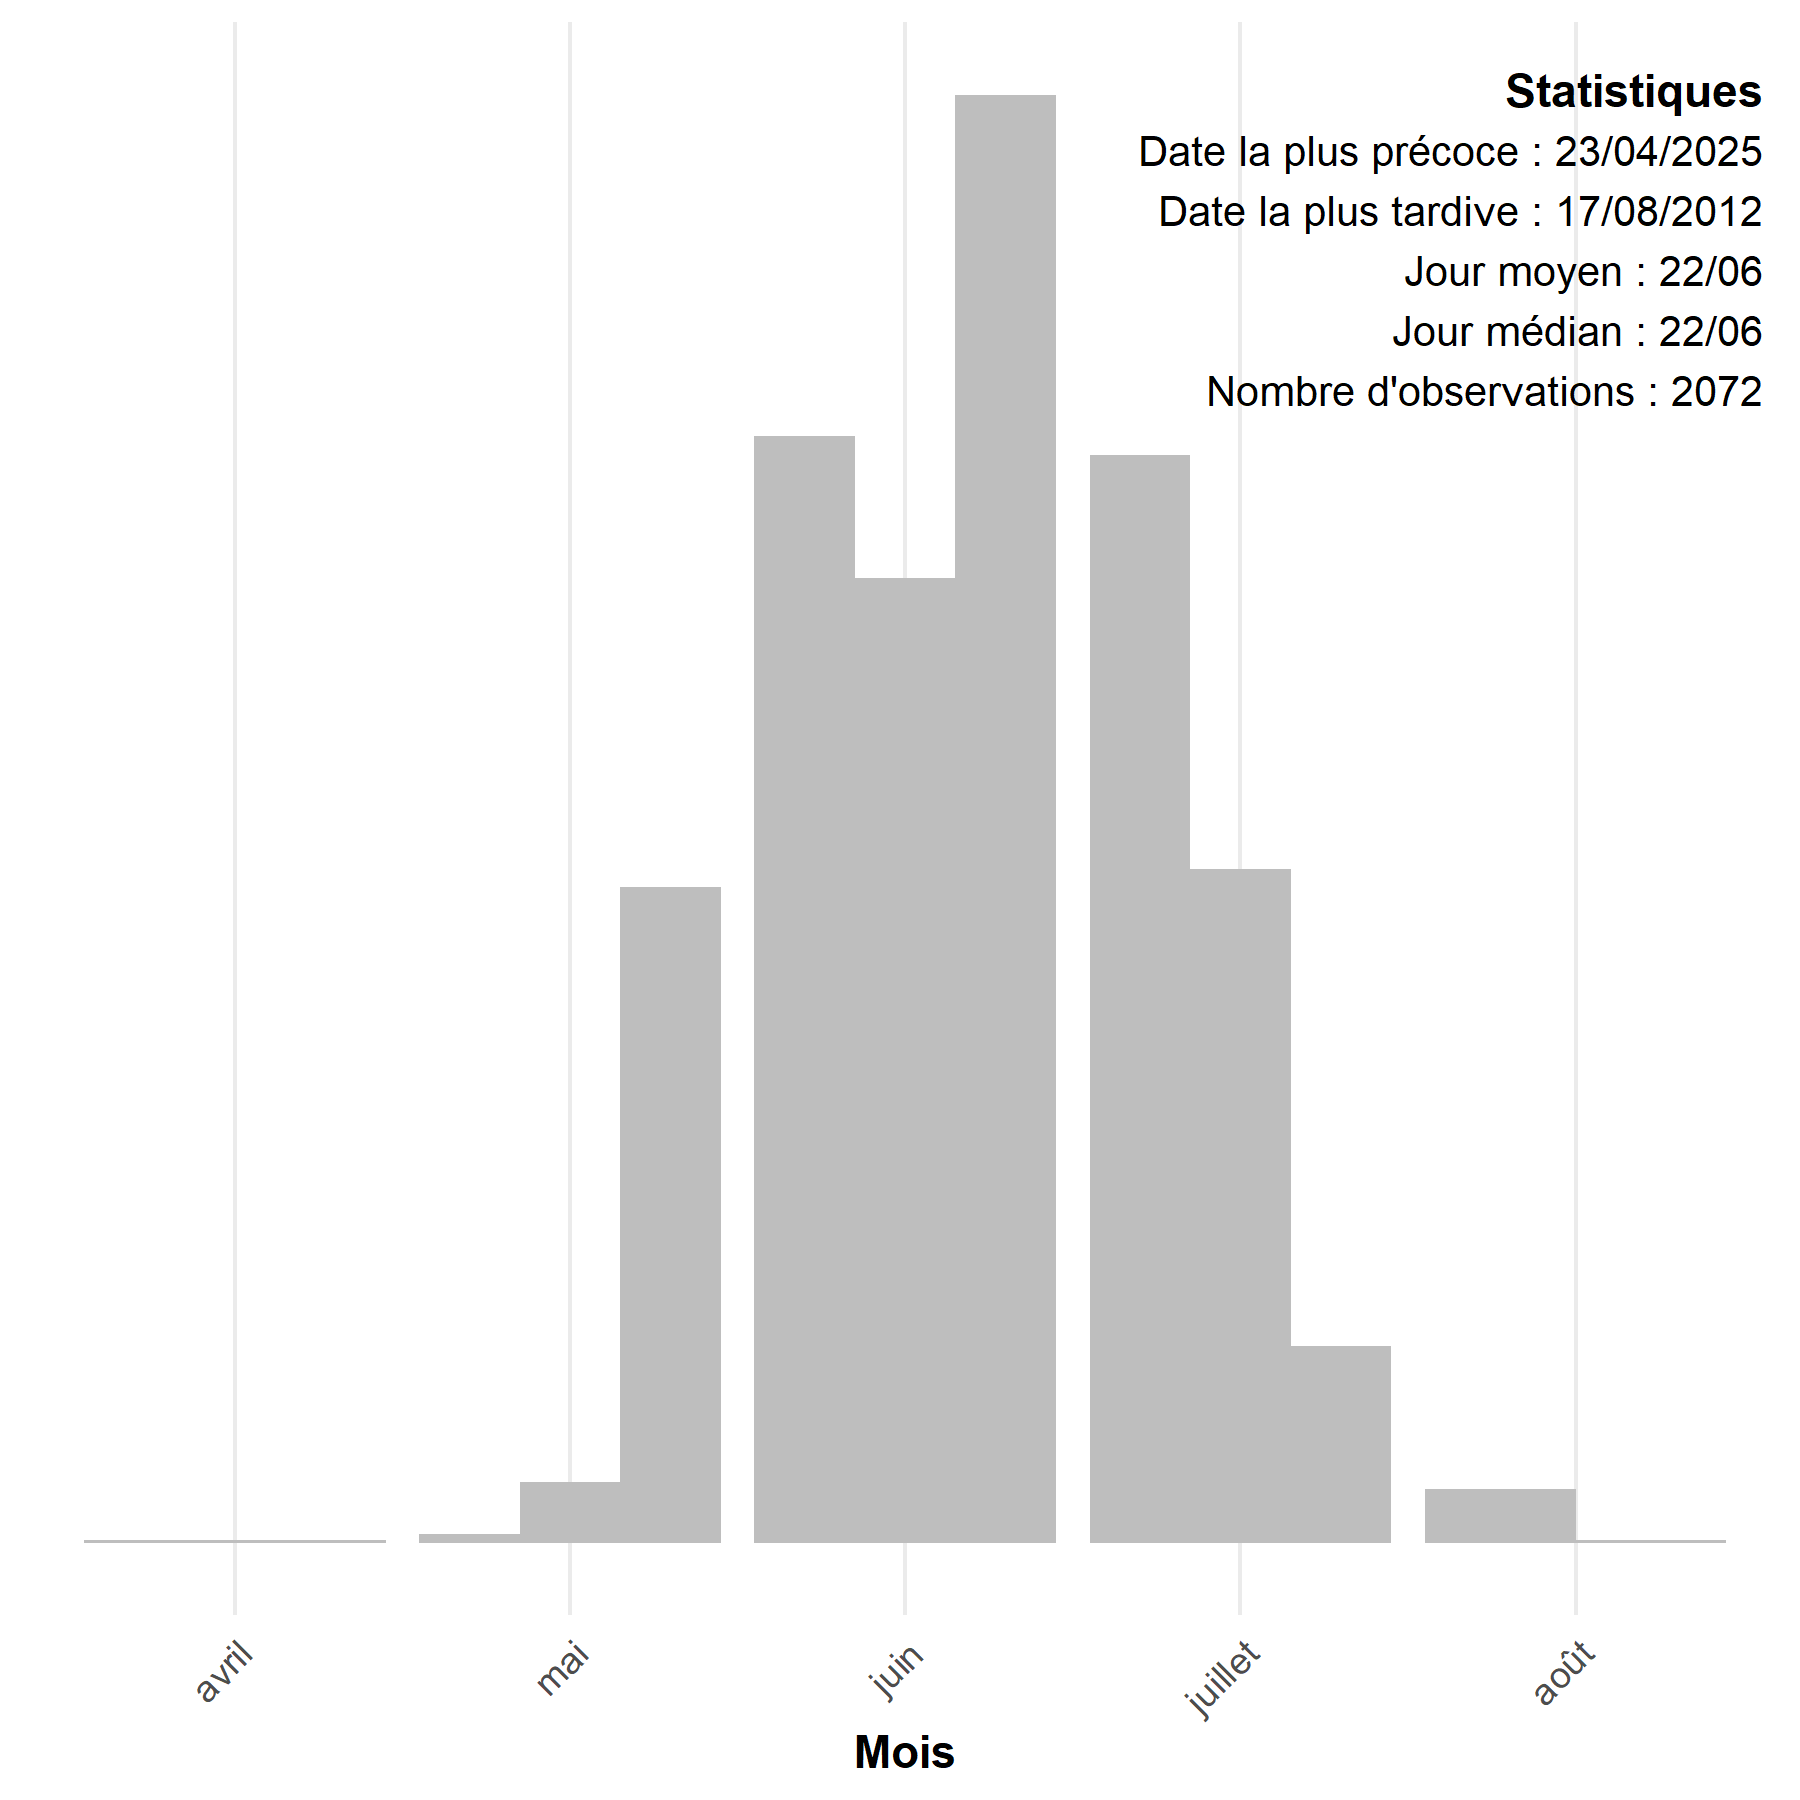 Statistiques
Date la plus précoce : 23/04/2025
Date la plus tardive : 17/08/2012
Jour moyen : 22/06
Jour médian : 22/06
Nombre d'observations : 2072
avril
mai
juin
juillet
août
Mois